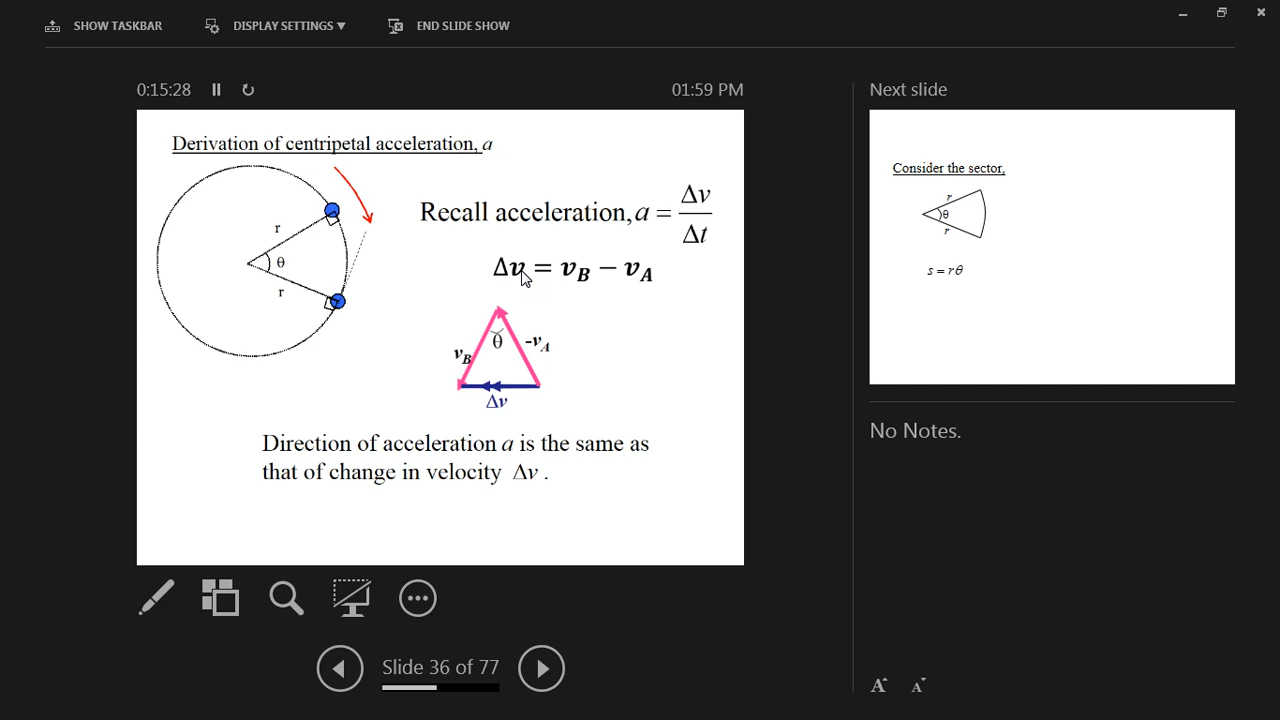 SHOW TASKBAR DISPLAY SETTINGS ▼ END SLIDE SHOW
0:15:28 01:59 PM
Derivation of centripetal acceleration, a
r
θ
r
Recall acceleration, a = Δv/Δt
Δv = v_B − v_A
θ
v_B
-v_A
Δv
Direction of acceleration a is the same as
that of change in velocity Δv .
Slide 36 of 77
Next slide
Consider the sector,
r
θ
r
s = rθ
No Notes.
A A